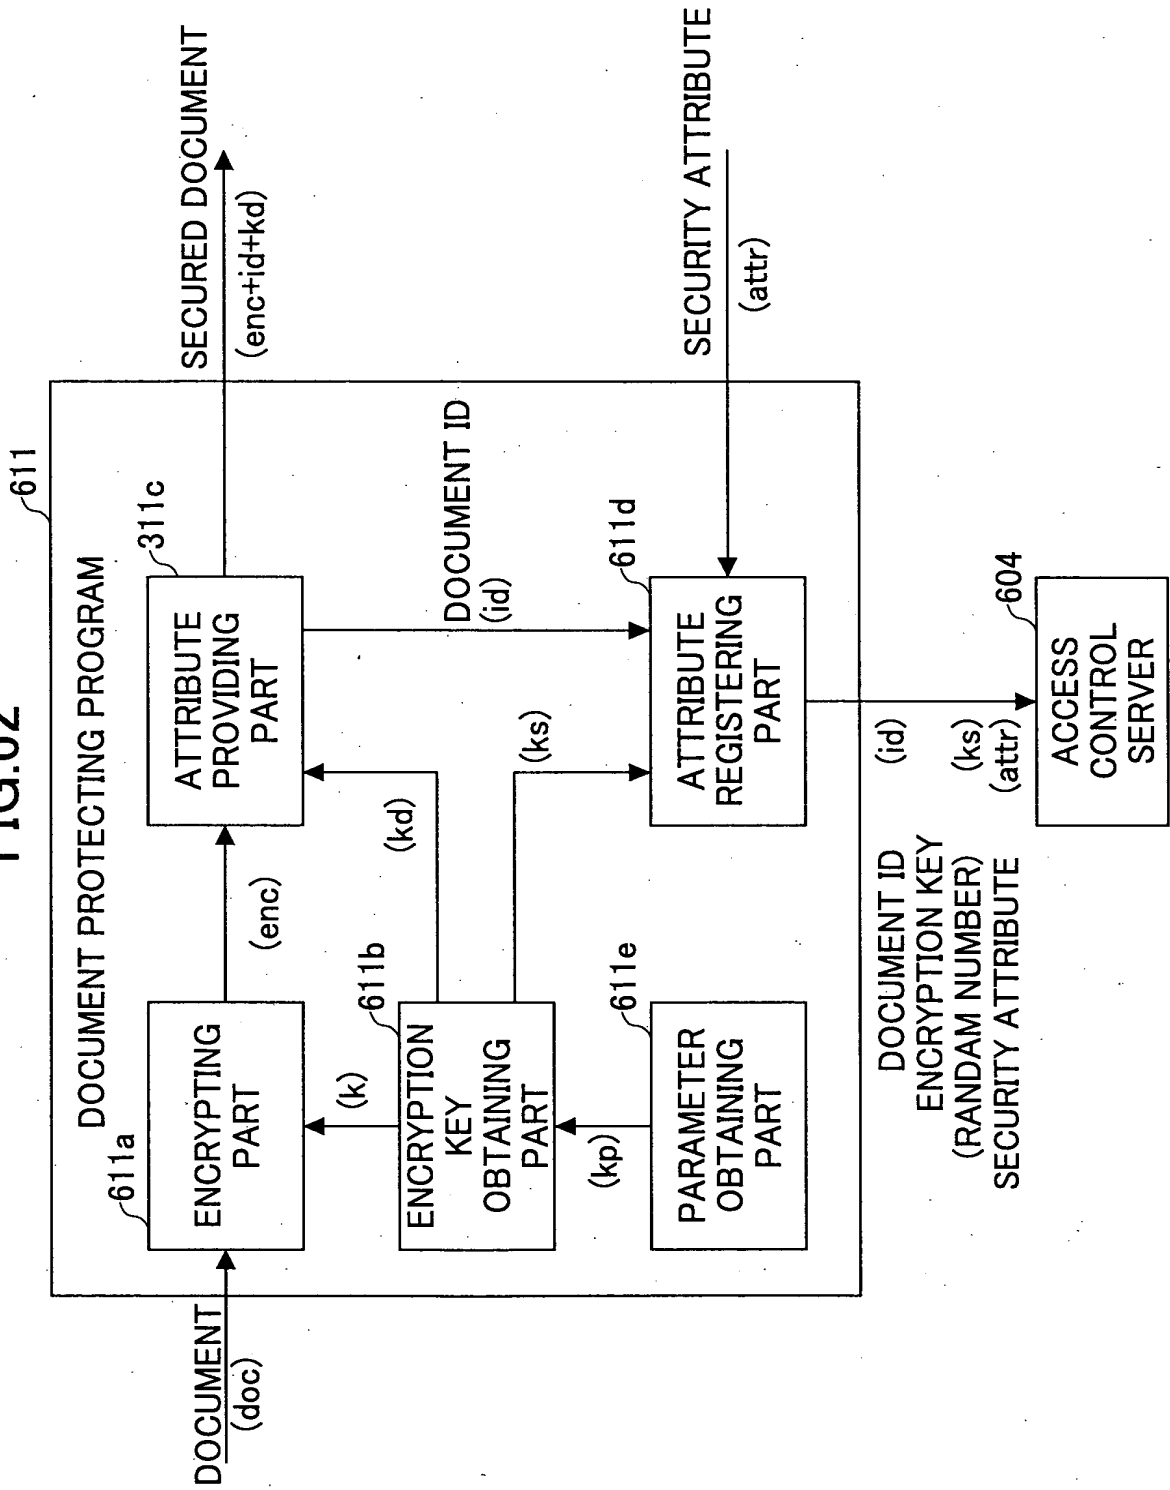 FIG.62
611
DOCUMENT PROTECTING PROGRAM
DOCUMENT
(doc)
611a
ENCRYPTING
PART
(enc)
311c
ATTRIBUTE
PROVIDING
PART
SECURED DOCUMENT
(enc+id+kd)
(k)
(kd)
DOCUMENT ID
(id)
611b
ENCRYPTION
KEY
OBTAINING
PART
(ks)
(kp)
611e
PARAMETER
OBTAINING
PART
611d
ATTRIBUTE
REGISTERING
PART
SECURITY ATTRIBUTE
(attr)
DOCUMENT ID
ENCRYPTION KEY
(RANDAM NUMBER)
SECURITY ATTRIBUTE
(id)
(ks)
(attr)
604
ACCESS
CONTROL
SERVER